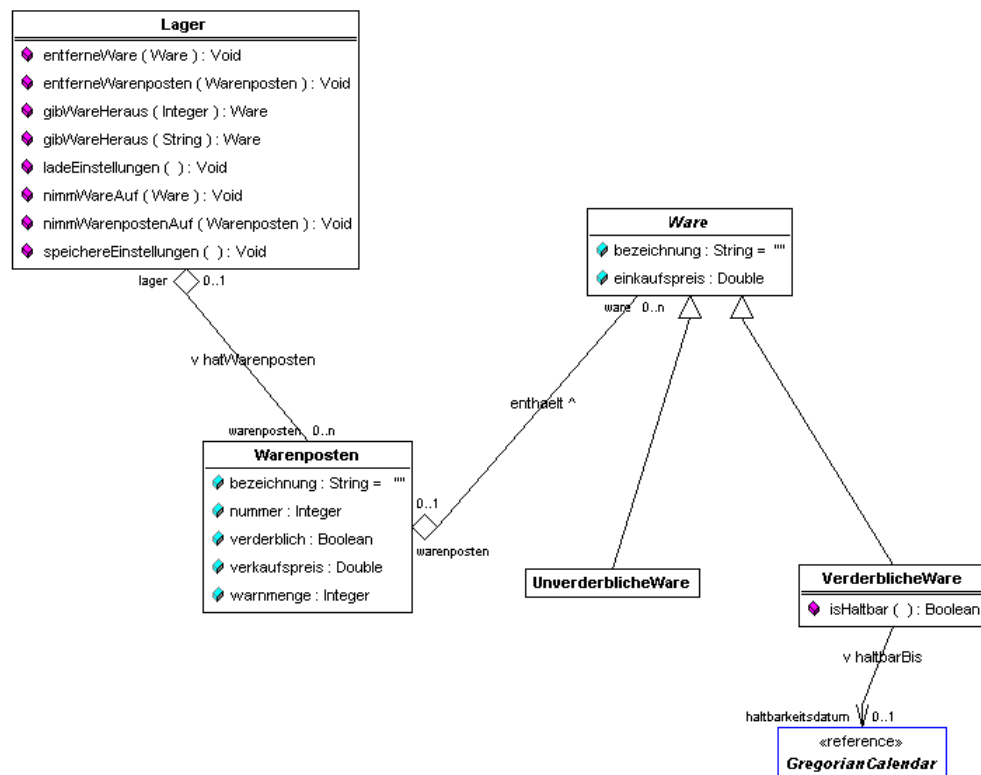 Lager
entferneWare ( Ware ) : Void
entferneWarenposten ( Warenposten ) : Void
gibWareHeraus ( Integer ) : Ware
gibWareHeraus ( String ) : Ware
ladeEinstellungen (  ) : Void
nimmWareAuf ( Ware ) : Void
nimmWarenpostenAuf ( Warenposten ) : Void
speichereEinstellungen (  ) : Void
lager 0..1
v hatWarenposten
warenposten 0..n
Warenposten
bezeichnung : String = ""
nummer : Integer
verderblich : Boolean
verkaufspreis : Double
warnmenge : Integer
0..1
warenposten
enthaelt ^
Ware
bezeichnung : String = ""
einkaufspreis : Double
ware 0..n
UnverderblicheWare
VerderblicheWare
isHaltbar (  ) : Boolean
v haltbarBis
haltbarkeitsdatum 0..1
«reference»
GregorianCalendar